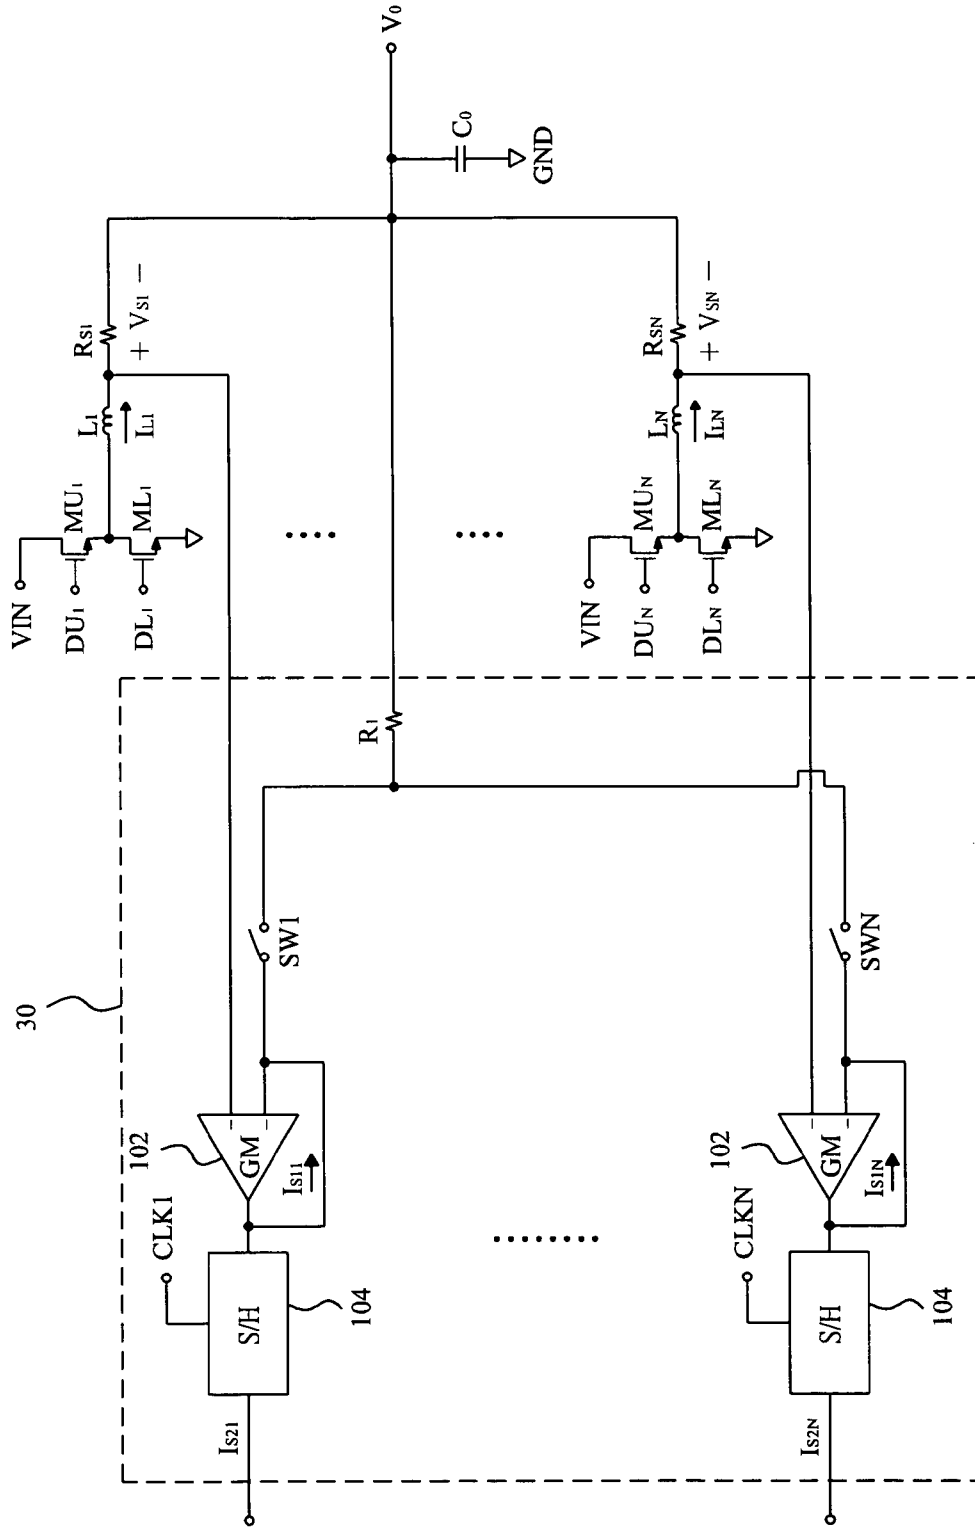 V0
C0
GND
RS1
+ VS1 −
L1
IL1
VIN
MU1
DU1
ML1
DL1
RSN
+ VSN −
LN
ILN
VIN
MUN
DUN
MLN
DLN
R1
30
SW1
SWN
102
GM
IS11
CLK1
S/H
104
IS21
102
GM
IS1N
CLKN
S/H
104
IS2N